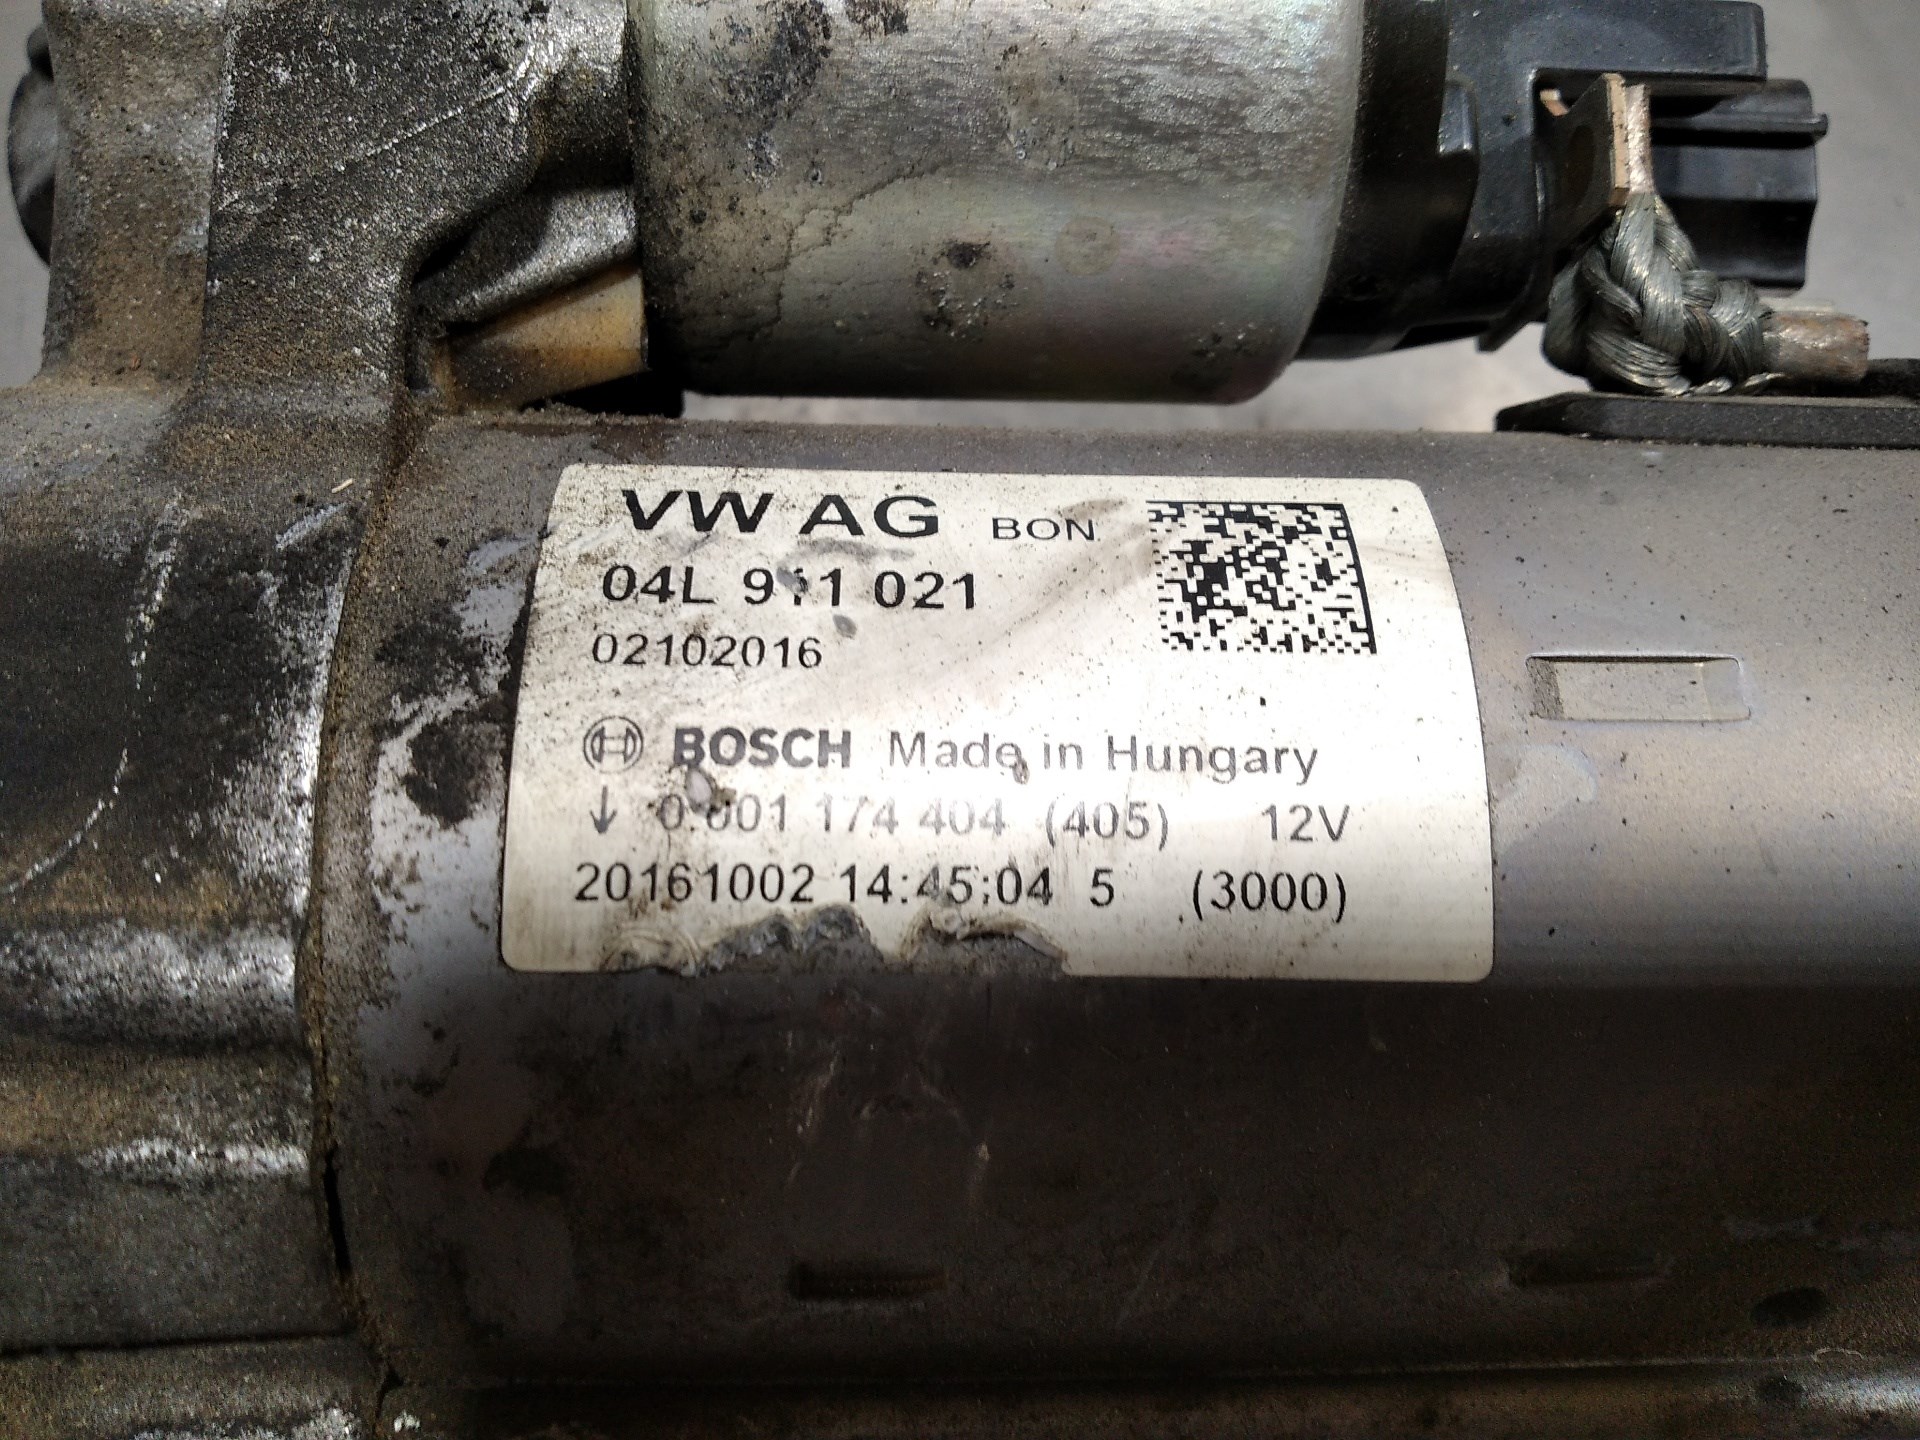 VW AG BON
04L 911 021
02102016
BOSCH Made in Hungary
↓ 0.001 174 404 (405) 12V
20161002 14:45:04 5 (3000)